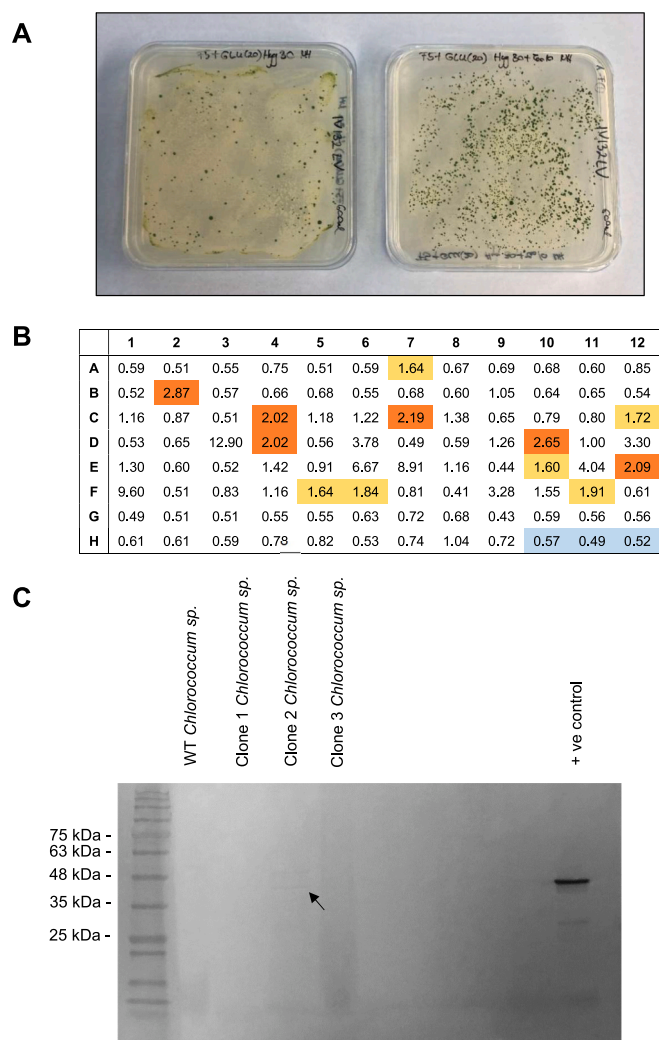 A
75+ GLU(20) Hyg 30 NH
75+ GLU(20) Hyg 30+
B
1 2 3 4 5 6 7 8 9 10 11 12
A 0.59 0.51 0.55 0.75 0.51 0.59 1.64 0.67 0.69 0.68 0.60 0.85
B 0.52 2.87 0.57 0.66 0.68 0.55 0.68 0.60 1.05 0.64 0.65 0.54
C 1.16 0.87 0.51 2.02 1.18 1.22 2.19 1.38 0.65 0.79 0.80 1.72
D 0.53 0.65 12.90 2.02 0.56 3.78 0.49 0.59 1.26 2.65 1.00 3.30
E 1.30 0.60 0.52 1.42 0.91 6.67 8.91 1.16 0.44 1.60 4.04 2.09
F 9.60 0.51 0.83 1.16 1.64 1.84 0.81 0.41 3.28 1.55 1.91 0.61
G 0.49 0.51 0.51 0.55 0.55 0.63 0.72 0.68 0.43 0.59 0.56 0.56
H 0.61 0.61 0.59 0.78 0.82 0.53 0.74 1.04 0.72 0.57 0.49 0.52
C
WT Chlorococcum sp.
Clone 1 Chlorococcum sp.
Clone 2 Chlorococcum sp.
Clone 3 Chlorococcum sp.
+ ve control
75 kDa -
63 kDa -
48 kDa -
35 kDa -
25 kDa -